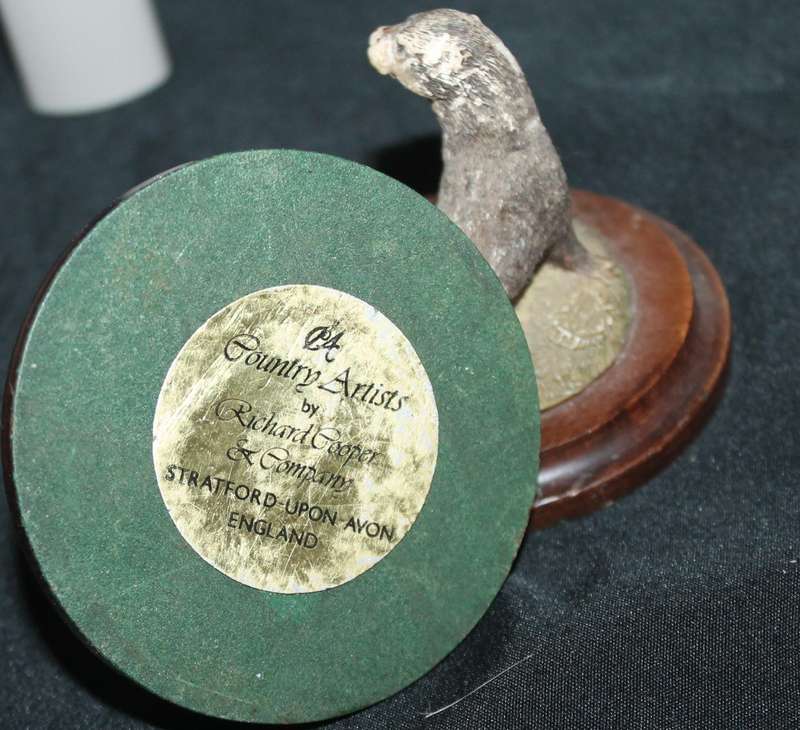 CA
Country Artists
by
Richard Cooper
& Company
STRATFORD-UPON-AVON
ENGLAND